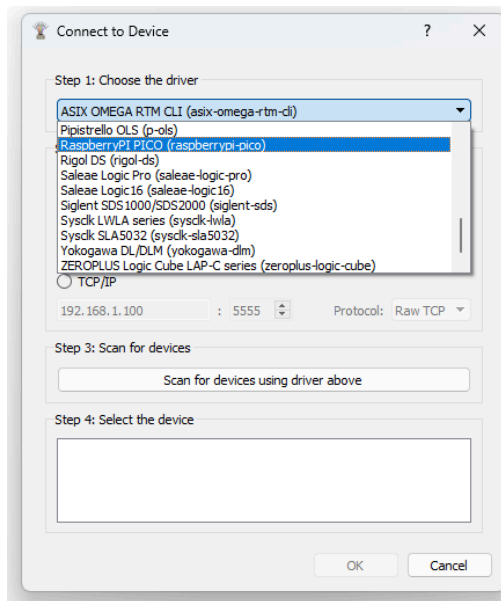 Connect to Device ? ×
Step 1: Choose the driver
ASIX OMEGA RTM CLI (asix-omega-rtm-cli)
Pipistrello OLS (p-ols)
RaspberryPI PICO (raspberrypi-pico)
Rigol DS (rigol-ds)
Saleae Logic Pro (saleae-logic-pro)
Saleae Logic16 (saleae-logic16)
Siglent SDS1000/SDS2000 (siglent-sds)
Sysclk LWLA series (sysclk-lwla)
Sysclk SLA5032 (sysclk-sla5032)
Yokogawa DL/DLM (yokogawa-dlm)
ZEROPLUS Logic Cube LAP-C series (zeroplus-logic-cube)
TCP/IP
192.168.1.100 : 5555 Protocol: Raw TCP
Step 3: Scan for devices
Scan for devices using driver above
Step 4: Select the device
OK Cancel